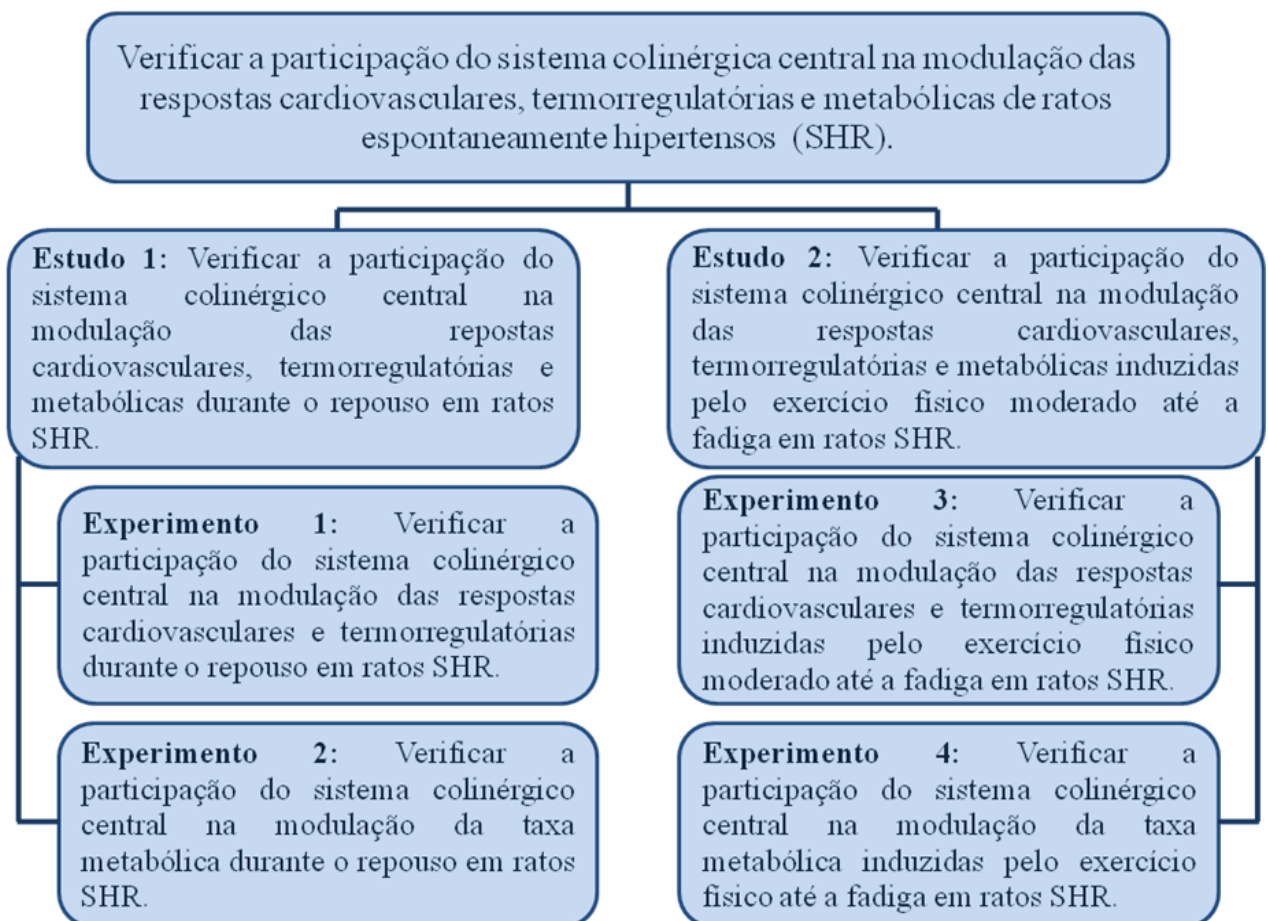 Verificar a participação do sistema colinérgica central na modulação das
respostas cardiovasculares, termorregulatórias e metabólicas de ratos
espontaneamente hipertensos (SHR).
Estudo 1: Verificar a participação do
sistema colinérgico central na
modulação das repostas
cardiovasculares, termorregulatórias e
metabólicas durante o repouso em ratos
SHR.
Experimento 1: Verificar a
participação do sistema colinérgico
central na modulação das respostas
cardiovasculares e termorregulatórias
durante o repouso em ratos SHR.
Experimento 2: Verificar a
participação do sistema colinérgico
central na modulação da taxa
metabólica durante o repouso em ratos
SHR.
Estudo 2: Verificar a participação do
sistema colinérgico central na modulação
das respostas cardiovasculares,
termorregulatórias e metabólicas induzidas
pelo exercício físico moderado até a
fadiga em ratos SHR.
Experimento 3: Verificar a
participação do sistema colinérgico
central na modulação das respostas
cardiovasculares e termorregulatórias
induzidas pelo exercício físico
moderado até a fadiga em ratos SHR.
Experimento 4: Verificar a
participação do sistema colinérgico
central na modulação da taxa
metabólica induzidas pelo exercício
físico até a fadiga em ratos SHR.